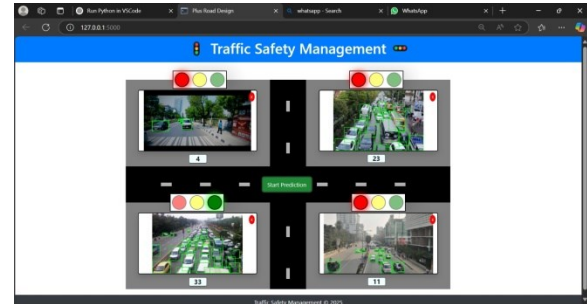 Run Python in VSCode
Plus Road Design
whatsapp - Search
WhatsApp
127.0.0.1:5000
Traffic Safety Management
4
23
Start Prediction
33
11
Traffic Safety Management © 2025